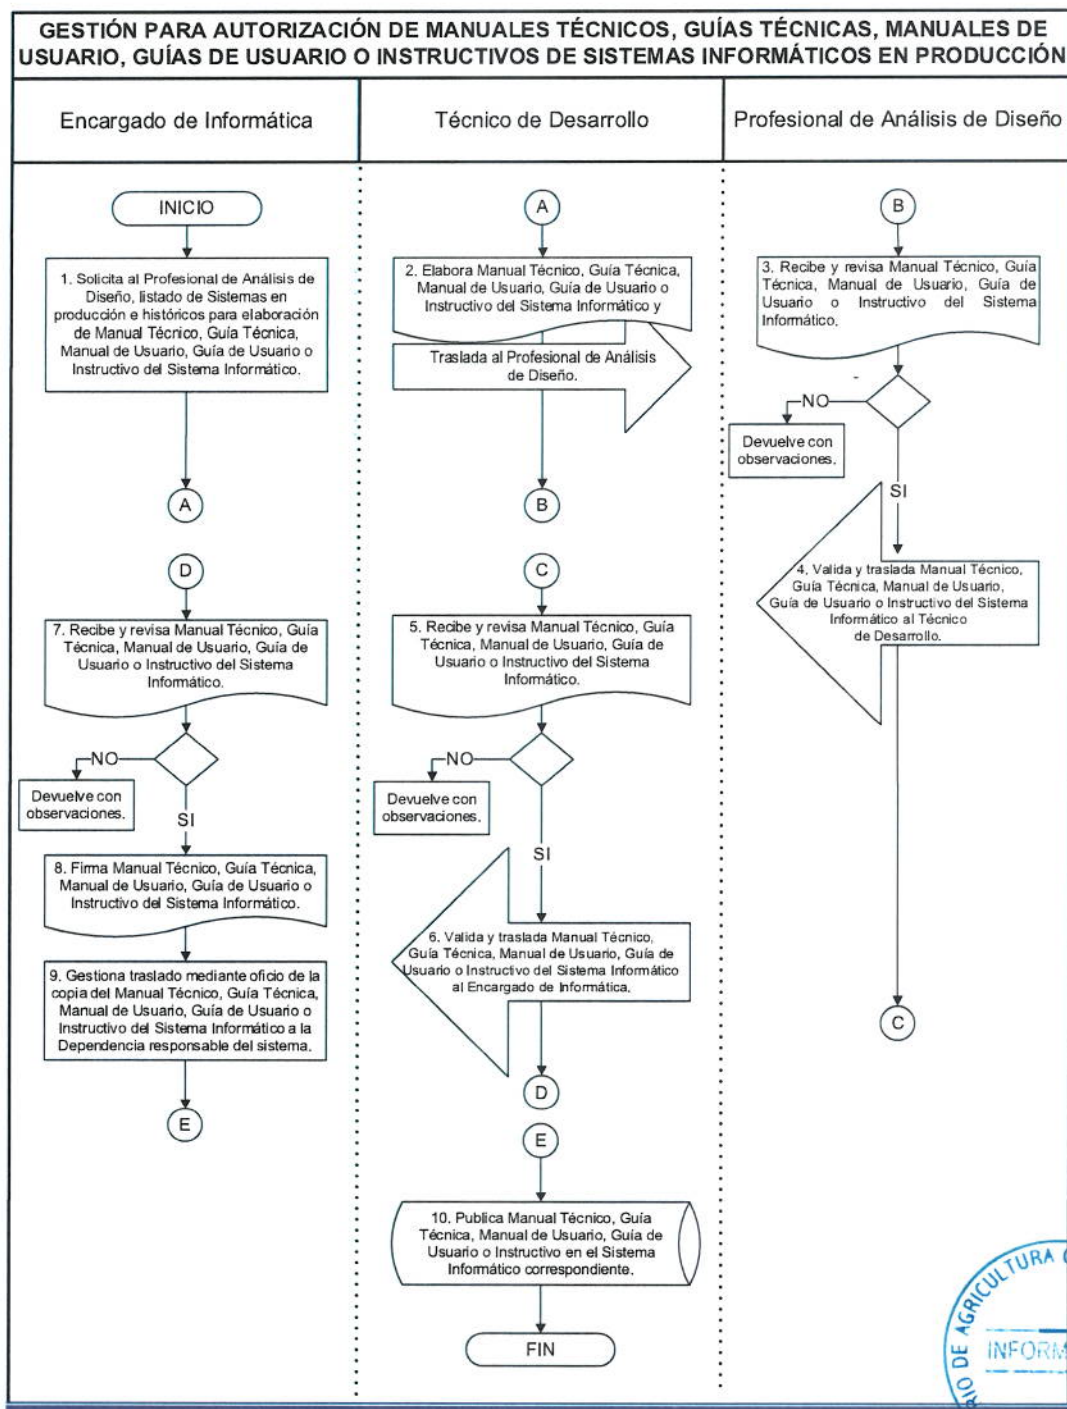 GESTIÓN PARA AUTORIZACIÓN DE MANUALES TÉCNICOS, GUÍAS TÉCNICAS, MANUALES DE
USUARIO, GUÍAS DE USUARIO O INSTRUCTIVOS DE SISTEMAS INFORMÁTICOS EN PRODUCCIÓN
Encargado de Informática
INICIO
1. Solicita al Profesional de Análisis de
Diseño, listado de Sistemas en
producción e históricos para elaboración
de Manual Técnico, Guía Técnica,
Manual de Usuario, Guía de Usuario o
Instructivo del Sistema Informático.
A
D
7. Recibe y revisa Manual Técnico, Guía
Técnica, Manual de Usuario, Guía de
Usuario o Instructivo del Sistema
Informático.
NO
Devuelve con
observaciones.
SI
8. Firma Manual Técnico, Guía Técnica,
Manual de Usuario, Guía de Usuario o
Instructivo del Sistema Informático.
9. Gestiona traslado mediante oficio de la
copia del Manual Técnico, Guía Técnica,
Manual de Usuario, Guía de Usuario o
Instructivo del Sistema Informático a la
Dependencia responsable del sistema.
E
Técnico de Desarrollo
A
2. Elabora Manual Técnico, Guía Técnica,
Manual de Usuario, Guía de Usuario o
Instructivo del Sistema Informático y
Traslada al Profesional de Análisis
de Diseño.
B
C
5. Recibe y revisa Manual Técnico, Guía
Técnica, Manual de Usuario, Guía de
Usuario o Instructivo del Sistema
Informático.
NO
Devuelve con
observaciones.
SI
6. Valida y traslada Manual Técnico,
Guía Técnica, Manual de Usuario, Guía de
Usuario o Instructivo del Sistema Informático
al Encargado de Informática.
D
E
10. Publica Manual Técnico, Guía
Técnica, Manual de Usuario, Guía de
Usuario o Instructivo en el Sistema
Informático correspondiente.
FIN
Profesional de Análisis de Diseño
B
3. Recibe y revisa Manual Técnico, Guía
Técnica, Manual de Usuario, Guía de
Usuario o Instructivo del Sistema
Informático.
NO
Devuelve con
observaciones.
SI
4. Valida y traslada Manual Técnico,
Guía Técnica, Manual de Usuario,
Guía de Usuario o Instructivo del Sistema
Informático al Técnico
de Desarrollo.
C
RIO DE AGRICULTURA
INFORM